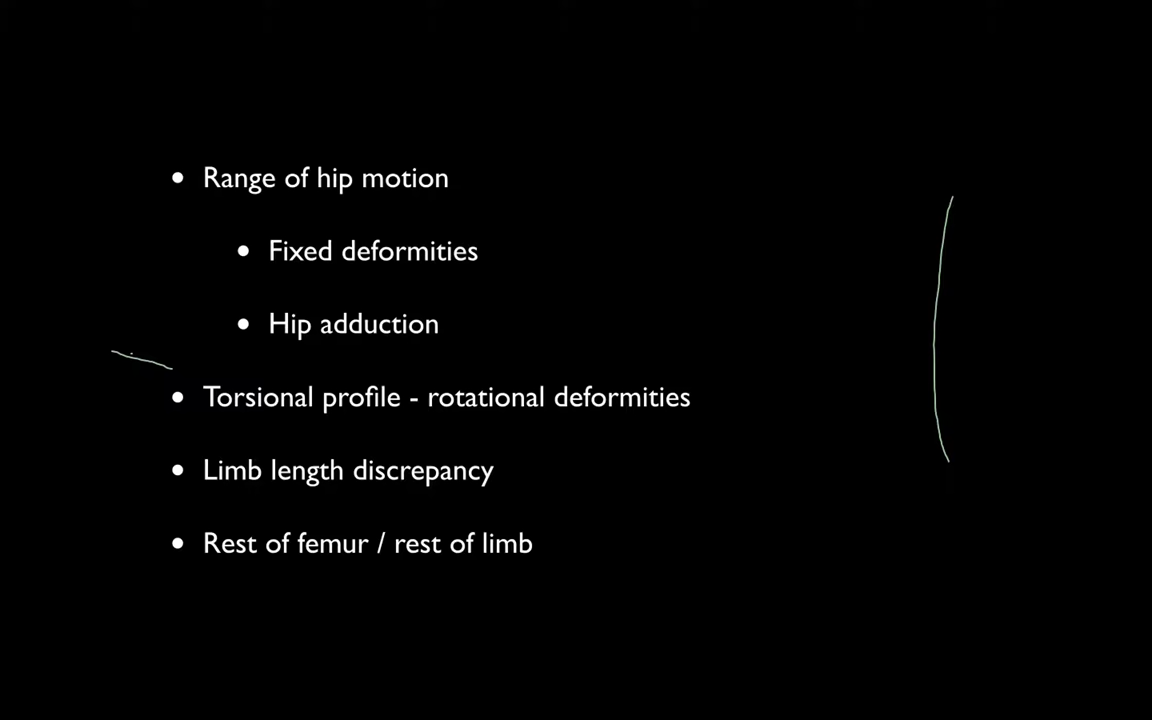 • Range of hip motion
• Fixed deformities
• Hip adduction
• Torsional profile - rotational deformities
• Limb length discrepancy
• Rest of femur / rest of limb